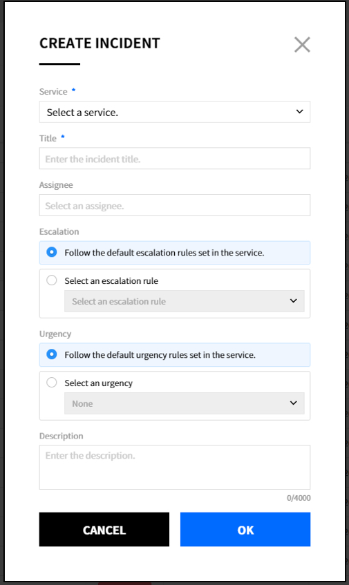 CREATE INCIDENT
Service *
Select a service.
Title *
Enter the incident title.
Assignee
Select an assignee.
Escalation
Follow the default escalation rules set in the service.
Select an escalation rule
Select an escalation rule
Urgency
Follow the default urgency rules set in the service.
Select an urgency
None
Description
Enter the description.
0/4000
CANCEL OK